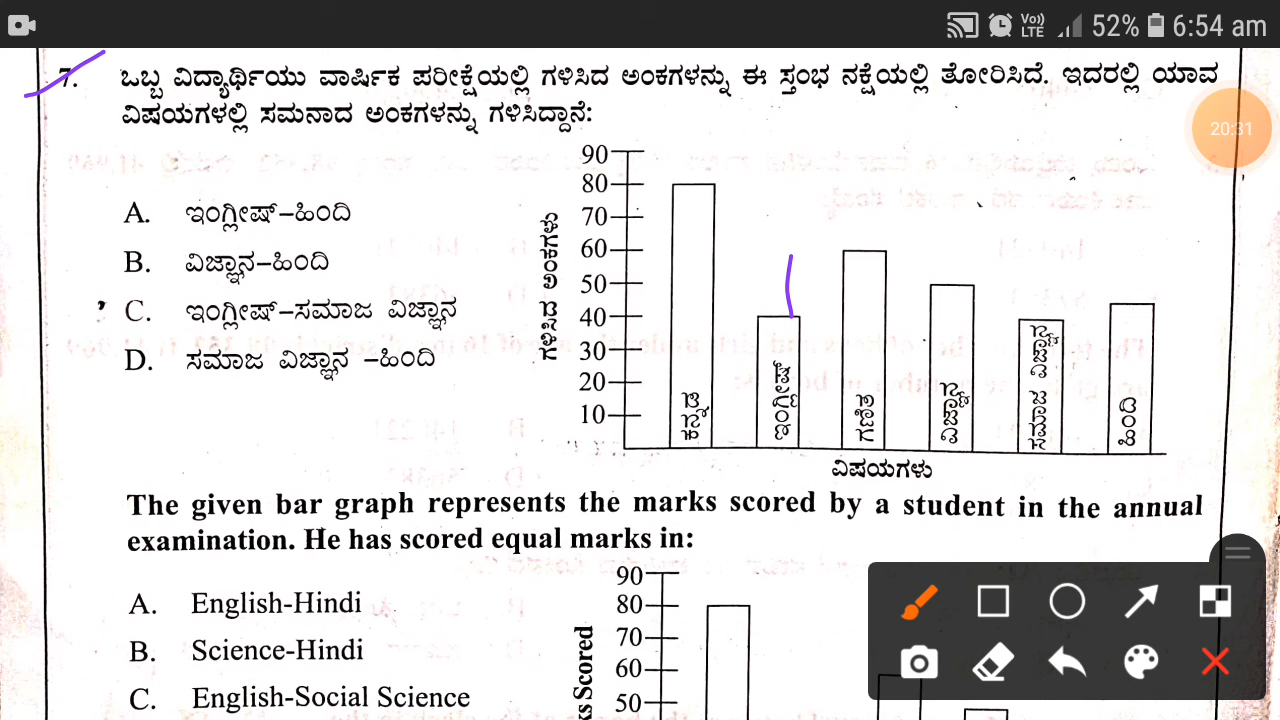 Vo)) LTE 52% 6:54 am
7. ಒಬ್ಬ ವಿದ್ಯಾರ್ಥಿಯು ವಾರ್ಷಿಕ ಪರೀಕ್ಷೆಯಲ್ಲಿ ಗಳಿಸಿದ ಅಂಕಗಳನ್ನು ಈ ಸ್ತಂಭ ನಕ್ಷೆಯಲ್ಲಿ ತೋರಿಸಿದೆ. ಇದರಲ್ಲಿ ಯಾವ
ವಿಷಯಗಳಲ್ಲಿ ಸಮನಾದ ಅಂಕಗಳನ್ನು ಗಳಿಸಿದ್ದಾನೆ:
20:31
A. ಇಂಗ್ಲೀಷ್–ಹಿಂದಿ
B. ವಿಜ್ಞಾನ–ಹಿಂದಿ
C. ಇಂಗ್ಲೀಷ್–ಸಮಾಜ ವಿಜ್ಞಾನ
D. ಸಮಾಜ ವಿಜ್ಞಾನ –ಹಿಂದಿ
ಗಳಿಸಿದ ಅಂಕಗಳು
90
80
70
60
50
40
30
20
10
ಕನ್ನಡ
ಇಂಗ್ಲೀಷ್
ಗಣಿತ
ವಿಜ್ಞಾನ
ಸಮಾಜ ವಿಜ್ಞಾನ
ಹಿಂದಿ
ವಿಷಯಗಳು
The given bar graph represents the marks scored by a student in the annual
examination. He has scored equal marks in:
A. English-Hindi
B. Science-Hindi
C. English-Social Science
Scored
90
80
70
60
50